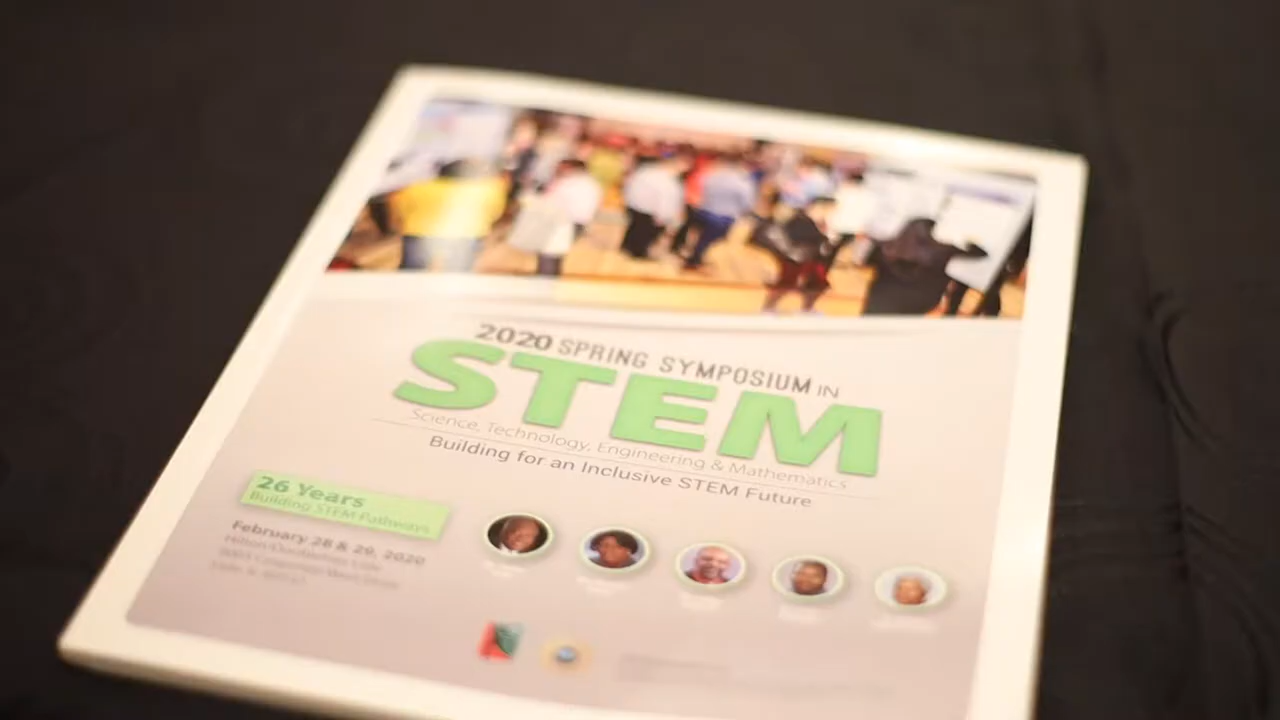 2020 SPRING SYMPOSIUM IN
STEM
Science, Technology, Engineering & Mathematics
Building for an Inclusive STEM Future
26 Years
Building STEM Pathways
February 28 & 29, 2020